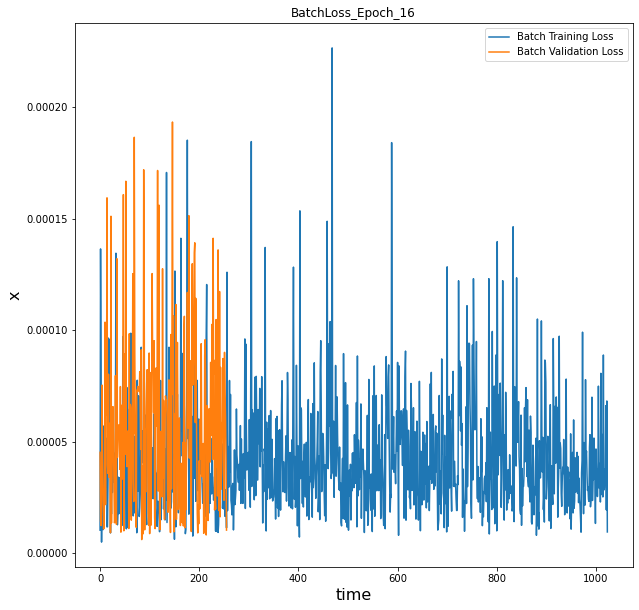 BatchLoss_Epoch_16
Batch Training Loss
Batch Validation Loss
0.00020
0.00015
0.00010
0.00005
0.00000
x
0 200 400 600 800 1000
time